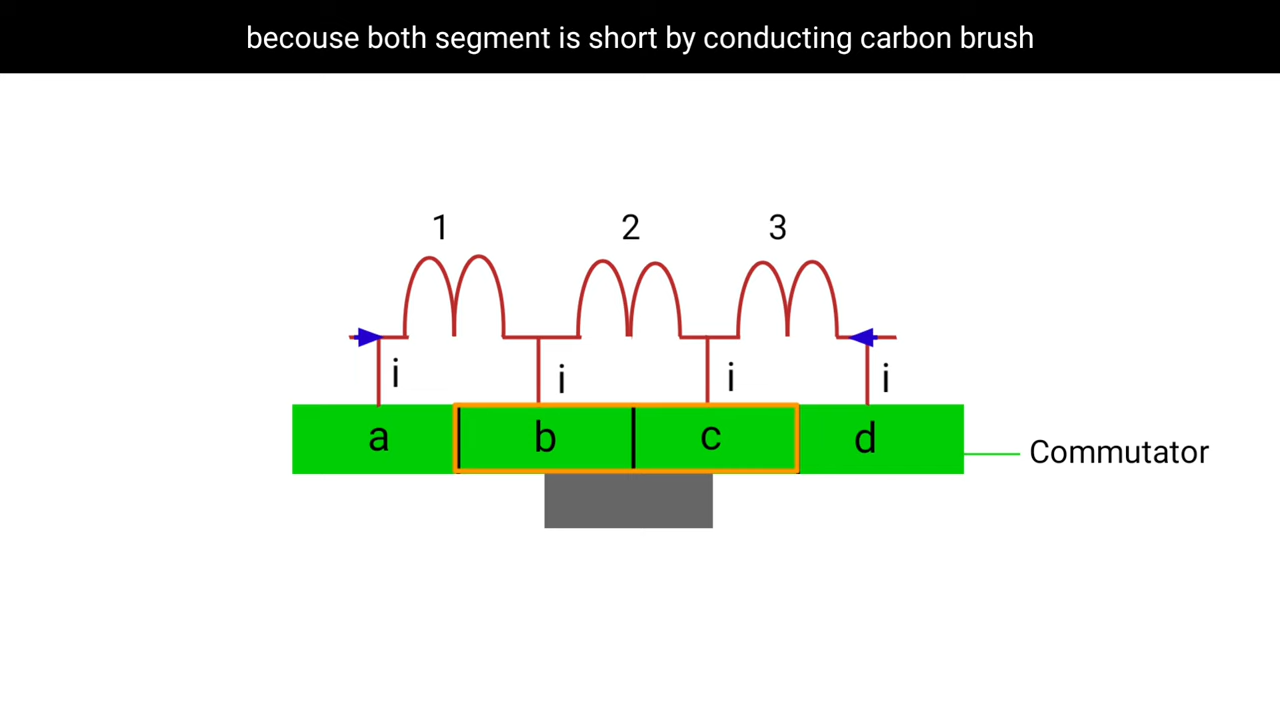 becouse both segment is short by conducting carbon brush
1 2 3
i i i i
a b c d
Commutator